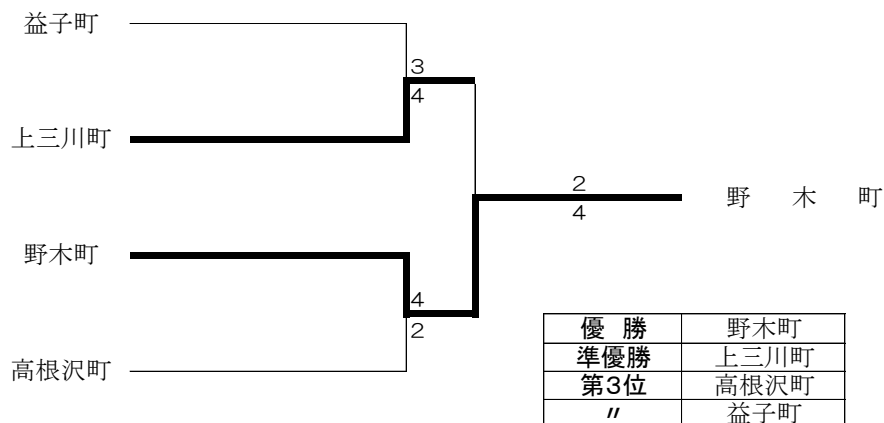 益子町
3
4
上三川町
2
4
野 木 町
野木町
4
2
高根沢町
優 勝 野木町
準優勝 上三川町
第3位 高根沢町
〃 益子町